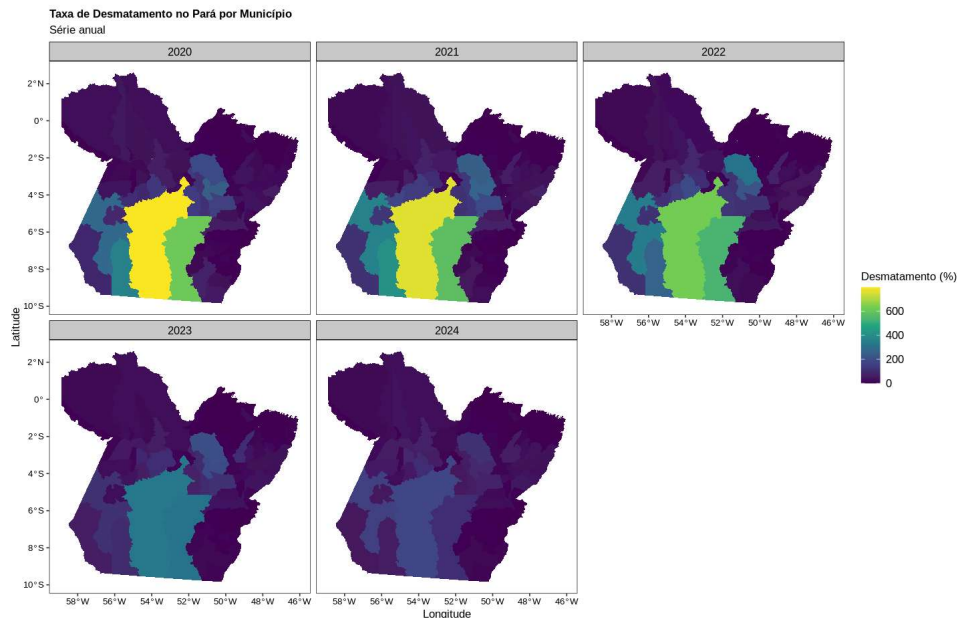 Taxa de Desmatamento no Pará por Município
Série anual
2020
2021
2022
2°N
0°
2°S
4°S
6°S
8°S
10°S
58°W 56°W 54°W 52°W 50°W 48°W 46°W
Desmatamento (%)
600
400
200
0
Latitude
2023
2024
2°N
0°
2°S
4°S
6°S
8°S
10°S
58°W 56°W 54°W 52°W 50°W 48°W 46°W
58°W 56°W 54°W 52°W 50°W 48°W 46°W
Longitude